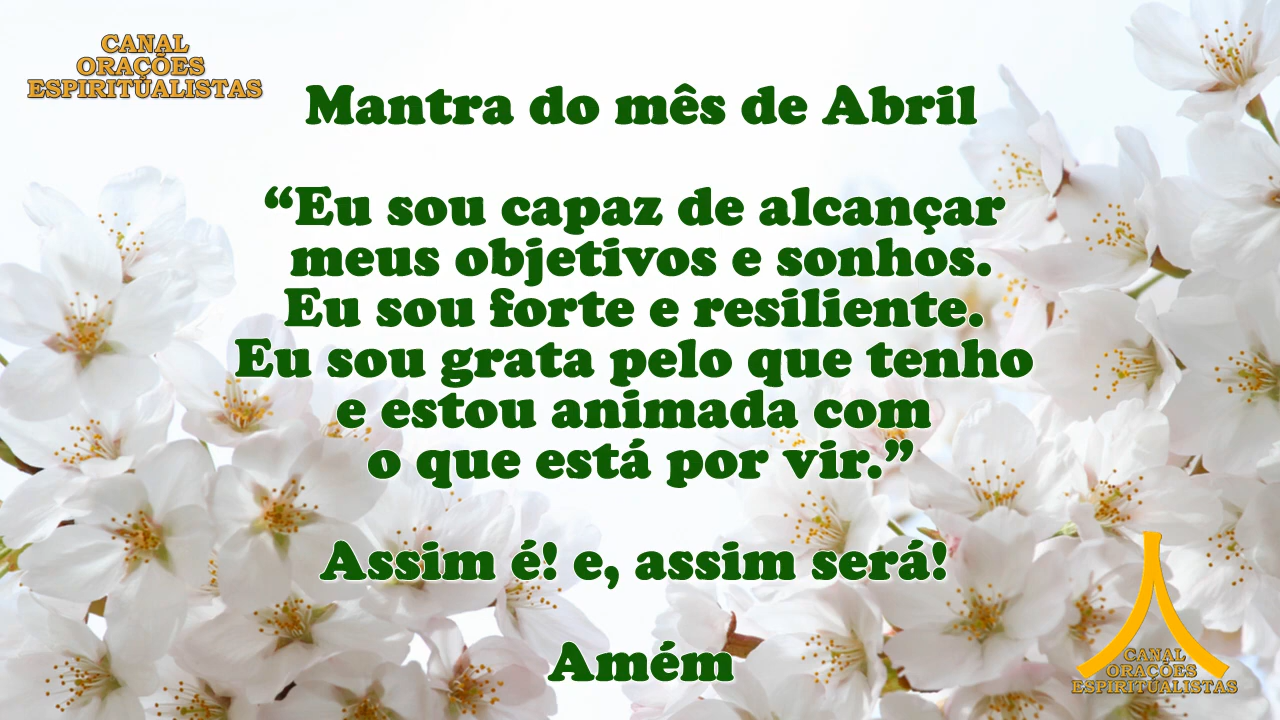 CANAL
ORAÇÕES
ESPIRITUALISTAS
Mantra do mês de Abril
“Eu sou capaz de alcançar
meus objetivos e sonhos.
Eu sou forte e resiliente.
Eu sou grata pelo que tenho
e estou animada com
o que está por vir.”
Assim é! e, assim será!
Amém
CANAL
ORAÇÕES
ESPIRITUALISTAS